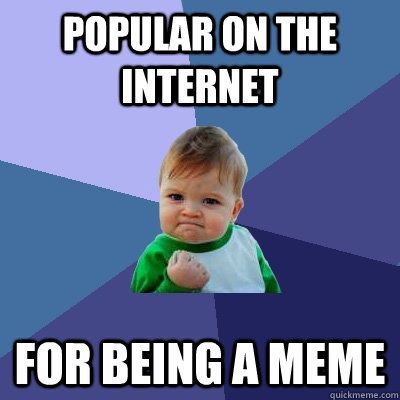 POPULAR ON THE
INTERNET
FOR BEING A MEME
quickmeme.com